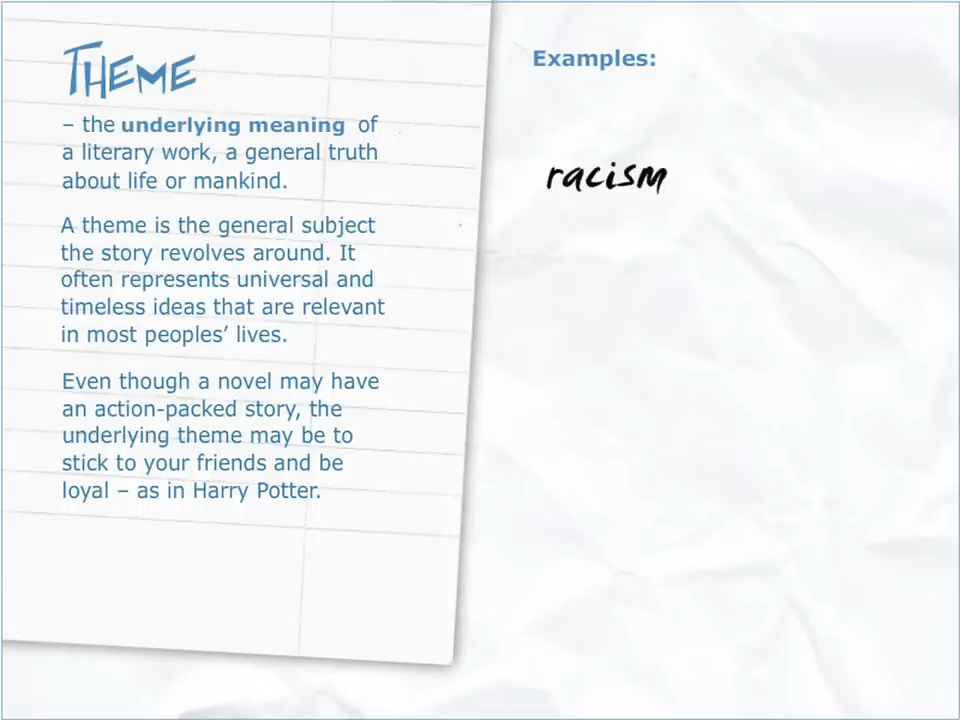 THEME
– the underlying meaning of
a literary work, a general truth
about life or mankind.
A theme is the general subject
the story revolves around. It
often represents universal and
timeless ideas that are relevant
in most peoples’ lives.
Even though a novel may have
an action-packed story, the
underlying theme may be to
stick to your friends and be
loyal – as in Harry Potter.
Examples:
racism